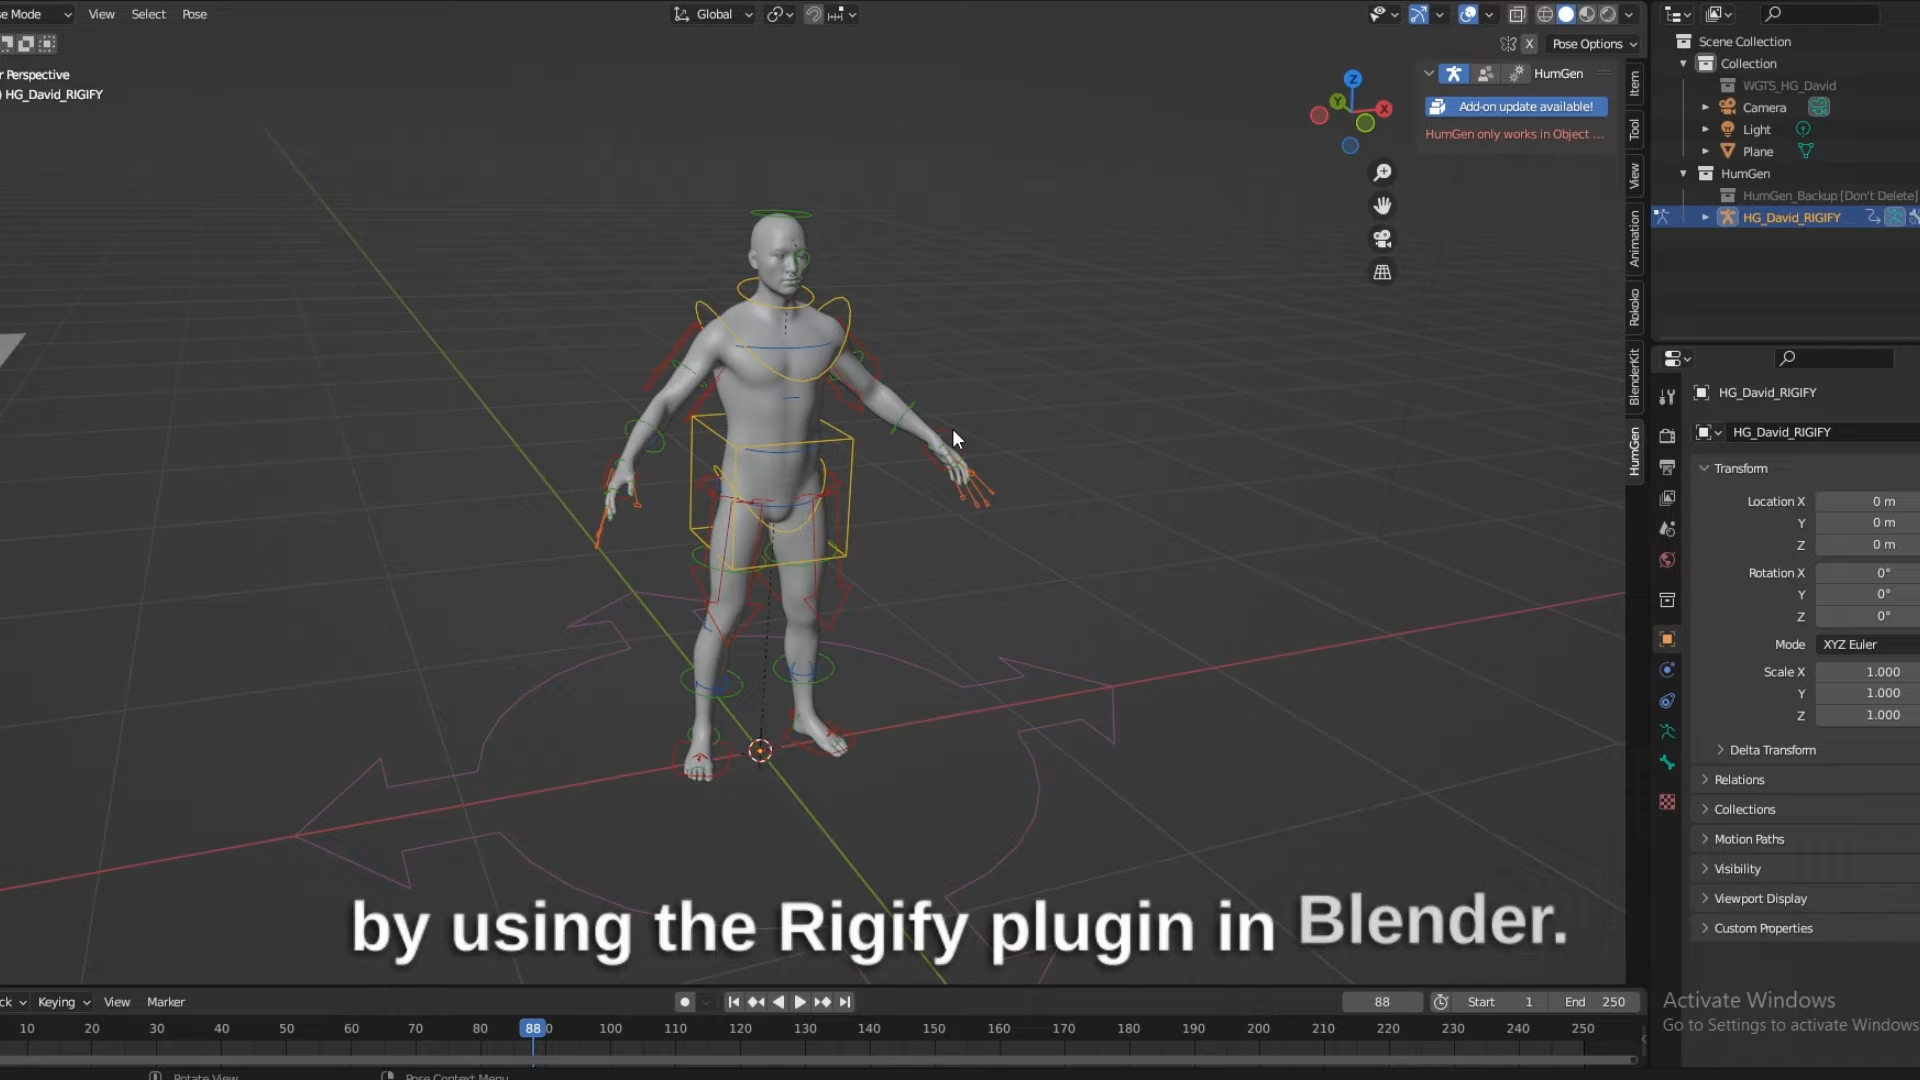 se Mode
View
Select
Pose
Global
X
Pose Options
r Perspective
) HG_David_RIGIFY
Z
Y
X
HumGen
Add-on update available!
HumGen only works in Object ...
Item
Tool
View
Animation
Rokoko
BlenderKit
HumGen
Scene Collection
Collection
WGTS_HG_David
Camera
Light
Plane
HumGen
HumGen_Backup [Don't Delete]
HG_David_RIGIFY
HG_David_RIGIFY
HG_David_RIGIFY
Transform
Location X 0 m
Y 0 m
Z 0 m
Rotation X 0°
Y 0°
Z 0°
Mode XYZ Euler
Scale X 1.000
Y 1.000
Z 1.000
Delta Transform
Relations
Collections
Motion Paths
Visibility
Viewport Display
Custom Properties
by using the Rigify plugin in Blender.
ck
Keying
View
Marker
88
Start 1
End 250
10 20 30 40 50 60 70 80 88 0 100 110 120 130 140 150 160 170 180 190 200 210 220 230 240 250
Activate Windows
Go to Settings to activate Windows
Rotate View
Pose Context Menu